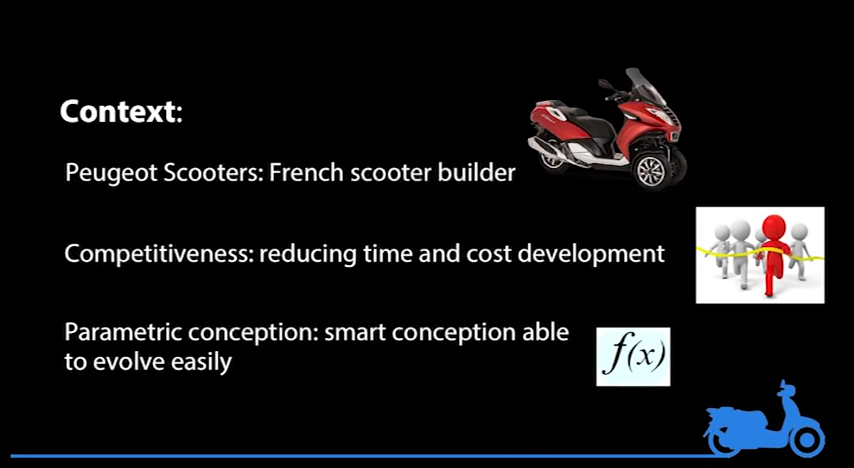 Context:
Peugeot Scooters: French scooter builder
Competitiveness: reducing time and cost development
Parametric conception: smart conception able
to evolve easily
f(x)